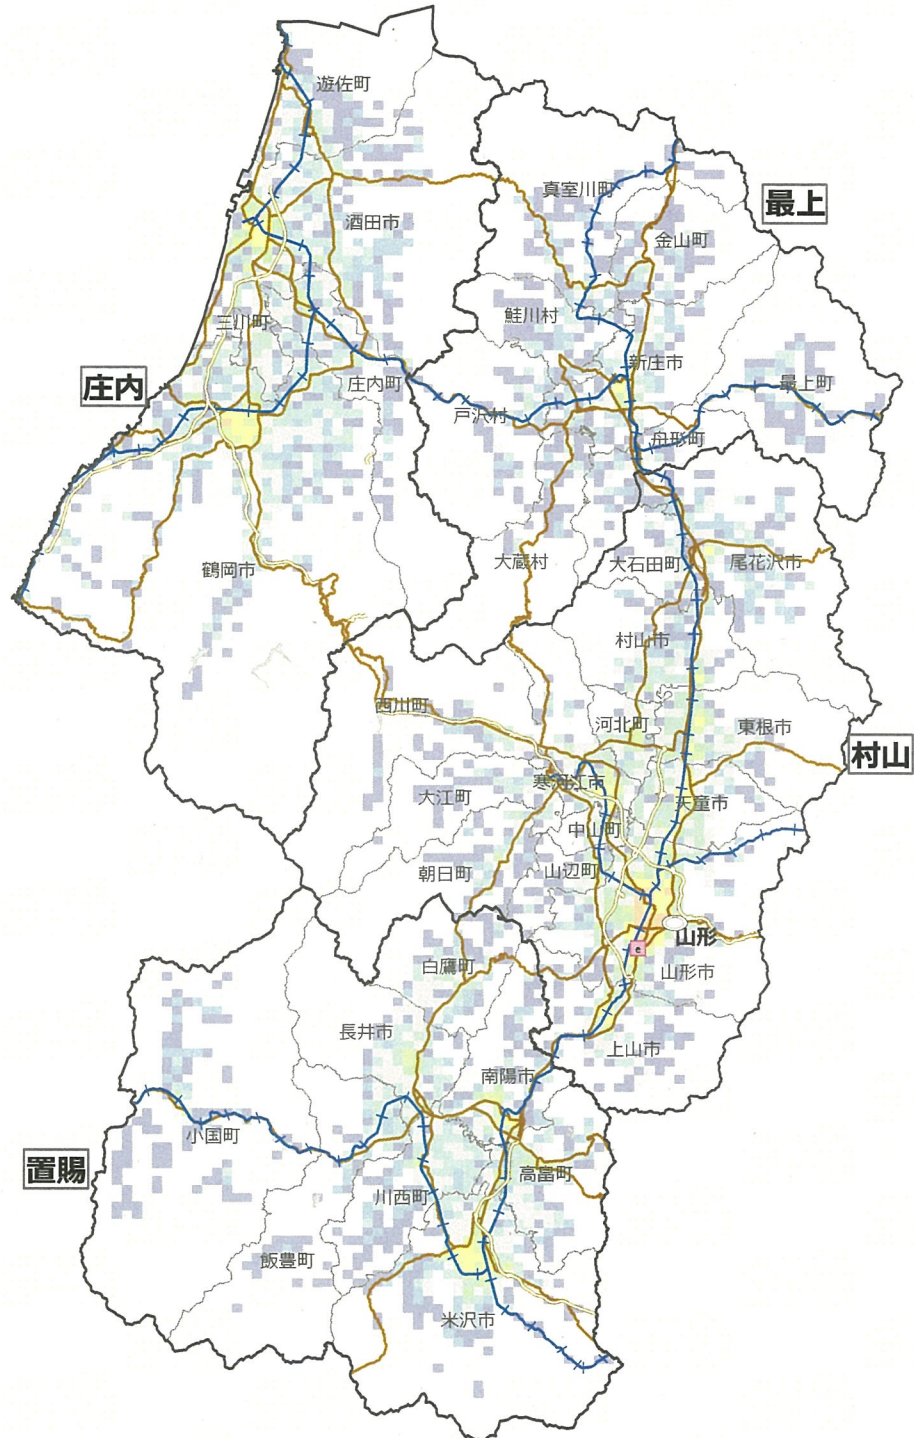 遊佐町
真室川町
最上
酒田市
金山町
鮭川村
三川町
新庄市
庄内
庄内町
最上町
戸沢村
舟形町
大蔵村
大石田町
尾花沢市
鶴岡市
村山市
西川町
河北町
東根市
村山
寒河江市
大江町
天童市
中山町
朝日町
山辺町
山形
白鷹町
山形市
長井市
上山市
南陽市
小国町
置賜
高畠町
川西町
飯豊町
米沢市